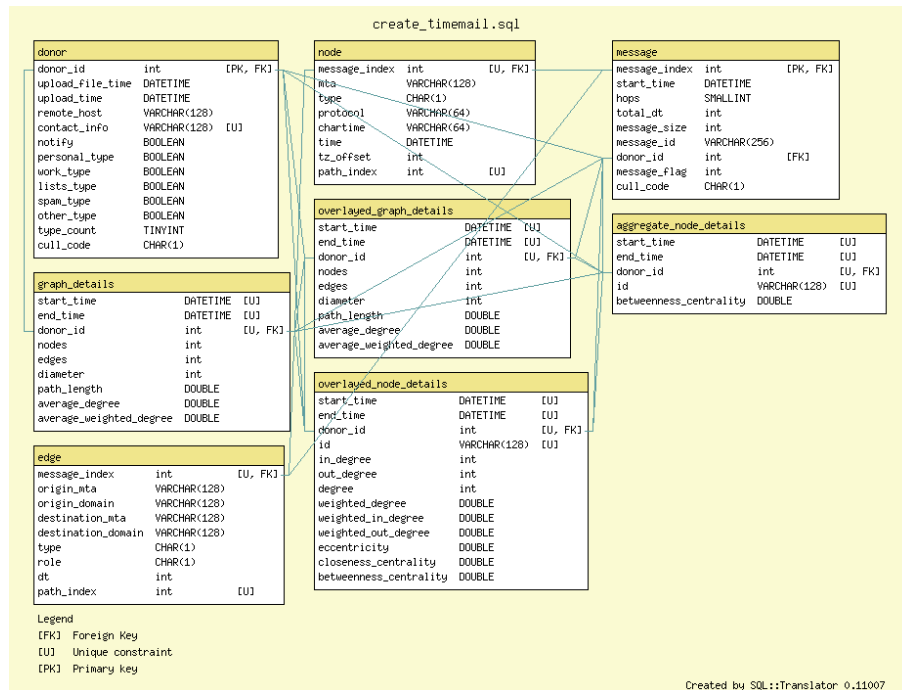 create_timemail.sql
donor
donor_id int [PK, FK]
upload_file_time DATETIME
upload_time DATETIME
remote_host VARCHAR(128)
contact_info VARCHAR(128) [U]
notify BOOLEAN
personal_type BOOLEAN
work_type BOOLEAN
lists_type BOOLEAN
spam_type BOOLEAN
other_type BOOLEAN
type_count TINYINT
cull_code CHAR(1)
graph_details
start_time DATETIME [U]
end_time DATETIME [U]
donor_id int [U, FK]
nodes int
edges int
diameter int
path_length DOUBLE
average_degree DOUBLE
average_weighted_degree DOUBLE
edge
message_index int [U, FK]
origin_mta VARCHAR(128)
origin_domain VARCHAR(128)
destination_mta VARCHAR(128)
destination_domain VARCHAR(128)
type CHAR(1)
role CHAR(1)
dt int
path_index int [U]
node
message_index int [U, FK]
mta VARCHAR(128)
type CHAR(1)
protocol VARCHAR(64)
chartime VARCHAR(64)
time DATETIME
tz_offset int
path_index int [U]
overlayed_graph_details
start_time DATETIME [U]
end_time DATETIME [U]
donor_id int [U, FK]
nodes int
edges int
diameter int
path_length DOUBLE
average_degree DOUBLE
average_weighted_degree DOUBLE
overlayed_node_details
start_time DATETIME [U]
end_time DATETIME [U]
donor_id int [U, FK]
id VARCHAR(128) [U]
in_degree int
out_degree int
degree int
weighted_degree DOUBLE
weighted_in_degree DOUBLE
weighted_out_degree DOUBLE
eccentricity DOUBLE
closeness_centrality DOUBLE
betweenness_centrality DOUBLE
message
message_index int [PK, FK]
start_time DATETIME
hops SMALLINT
total_dt int
message_size int
message_id VARCHAR(256)
donor_id int [FK]
message_flag int
cull_code CHAR(1)
aggregate_node_details
start_time DATETIME [U]
end_time DATETIME [U]
donor_id int [U, FK]
id VARCHAR(128) [U]
betweenness_centrality DOUBLE
Legend
[FK] Foreign Key
[U] Unique constraint
[PK] Primary key
Created by SQL::Translator 0.11007